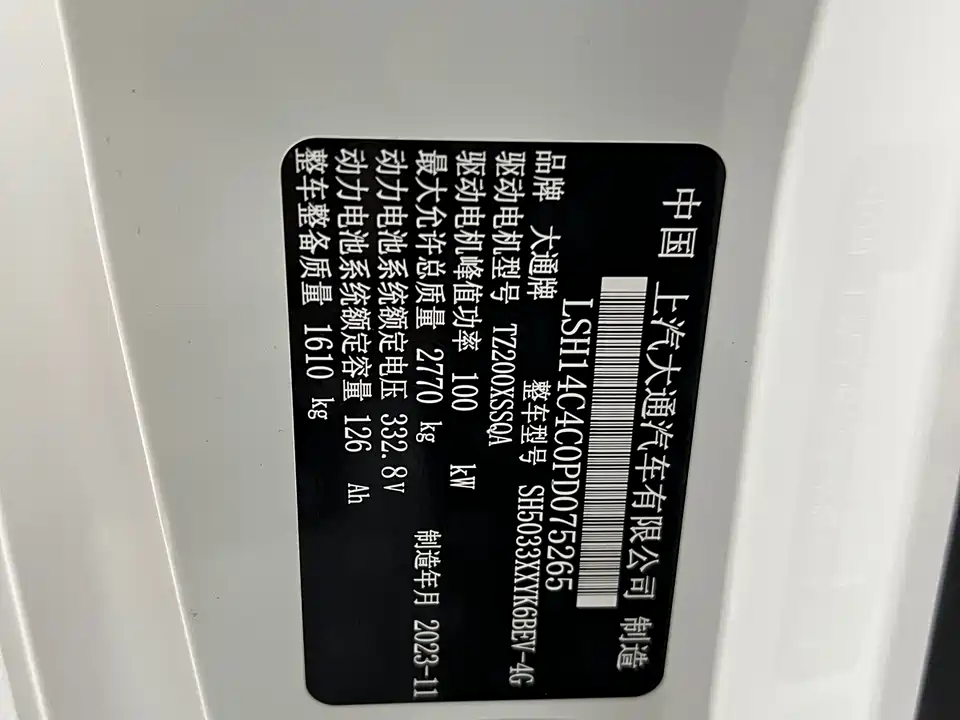 中国 上汽大通汽车有限公司 制造
LSH14C4C0PD075265
品牌 大通牌 整车型号 SH5033XXYK6BEV-4G
驱动电机型号 TZ200XSSQA
驱动电机峰值功率 100 kW
最大允许总质量 2770 kg 制造年月 2023-11
动力电池系统额定电压 332.8V
动力电池系统额定容量 126 Ah
整车整备质量 1610 kg